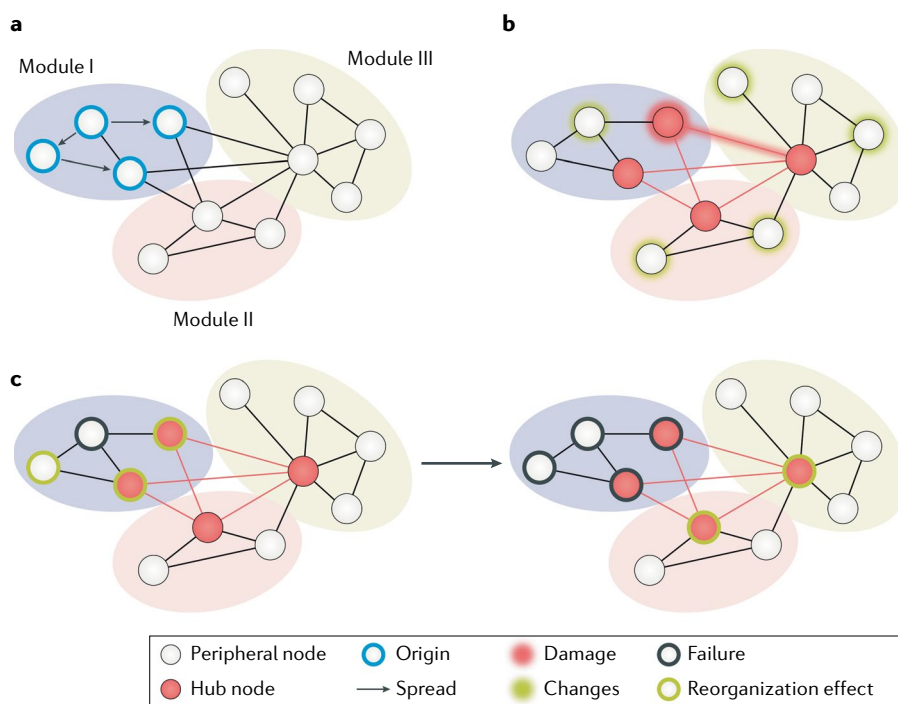 a
b
Module I
Module III
Module II
c
Peripheral node
Origin
Damage
Failure
Hub node
Spread
Changes
Reorganization effect